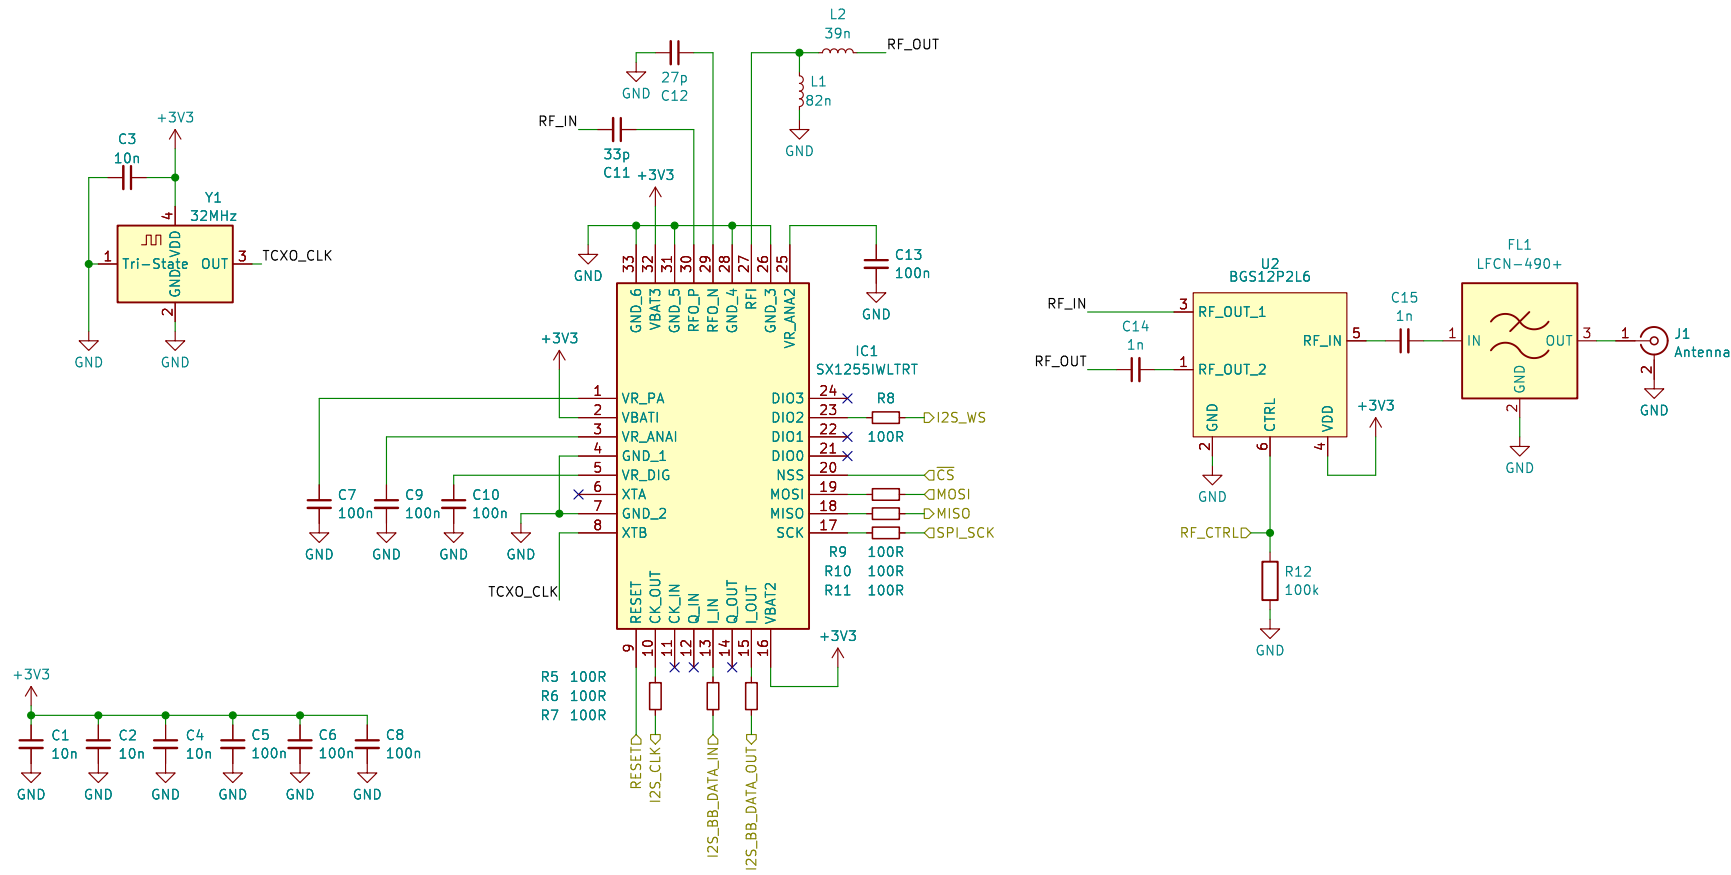 L2
39n
RF_OUT
27p
C12
GND
L1
82n
GND
RF_IN
33p
C11
+3V3
+3V3
C3
10n
Y1
32MHz
4
VDD
1
Tri-State
OUT
3
TCXO_CLK
GND
2
GND
GND
GND
33
32
31
30
29
28
27
26
25
GND_6
VBAT3
GND_5
RFO_P
RFO_N
GND_4
RFI
GND_3
VR_ANA2
C13
100n
GND
IC1
SX1255IWLTRT
+3V3
1
VR_PA
2
VBATI
3
VR_ANAI
4
GND_1
5
VR_DIG
6
XTA
7
GND_2
8
XTB
DIO3
24
DIO2
23
DIO1
22
DIO0
21
NSS
20
MOSI
19
MISO
18
SCK
17
R8
100R
I2S_WS
CS
MOSI
MISO
SPI_SCK
R9 100R
R10 100R
R11 100R
C7
100n
GND
C9
100n
GND
C10
100n
GND
GND
TCXO_CLK
RESET
CK_OUT
CK_IN
Q_IN
I_IN
Q_OUT
I_OUT
VBAT2
9
10
11
12
13
14
15
16
+3V3
R5 100R
R6 100R
R7 100R
RESET
I2S_CLK
I2S_BB_DATA_IN
I2S_BB_DATA_OUT
+3V3
C1
10n
GND
C2
10n
GND
C4
10n
GND
C5
100n
GND
C6
100n
GND
C8
100n
GND
U2
BGS12P2L6
RF_IN
3
RF_OUT_1
RF_OUT
C14
1n
1
RF_OUT_2
RF_IN
5
GND
CTRL
VDD
2
6
4
GND
+3V3
RF_CTRL
R12
100k
GND
C15
1n
FL1
LFCN-490+
1
IN
OUT
3
GND
2
GND
1
J1
Antenna
2
GND